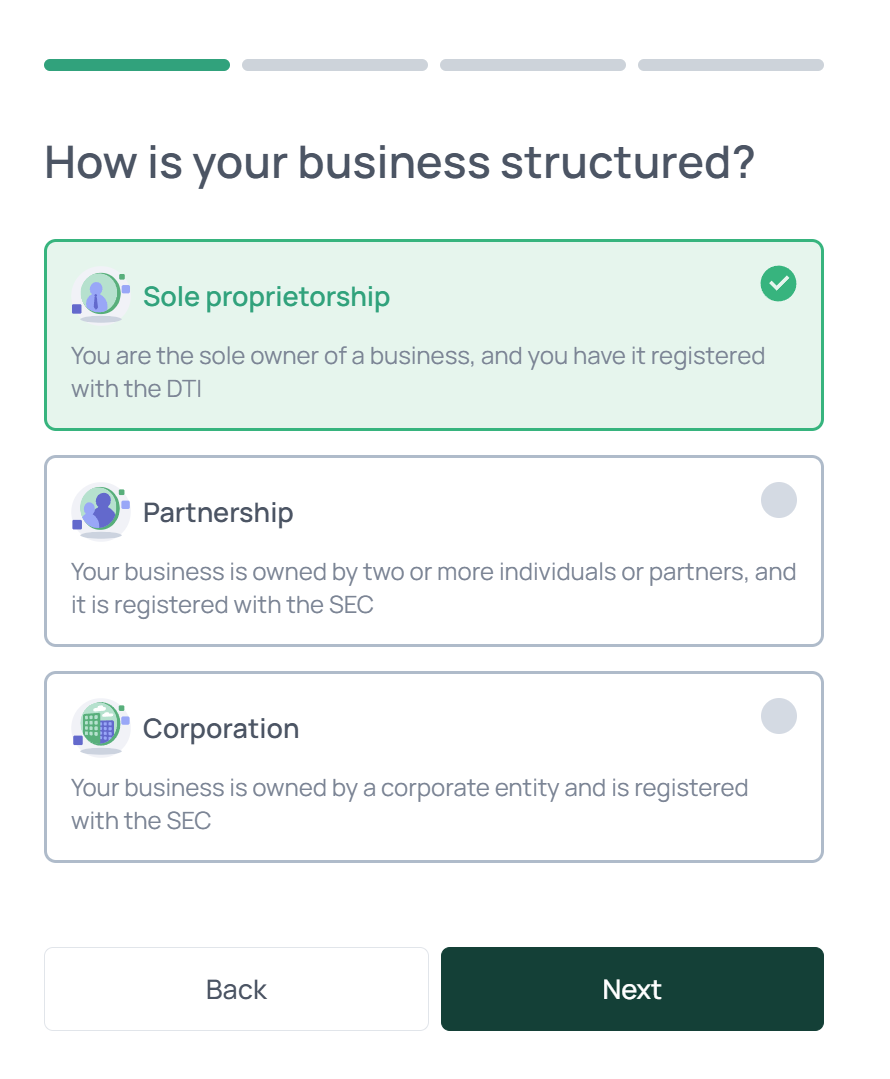 How is your business structured?
Sole proprietorship
You are the sole owner of a business, and you have it registered
with the DTI
Partnership
Your business is owned by two or more individuals or partners, and
it is registered with the SEC
Corporation
Your business is owned by a corporate entity and is registered
with the SEC
Back
Next